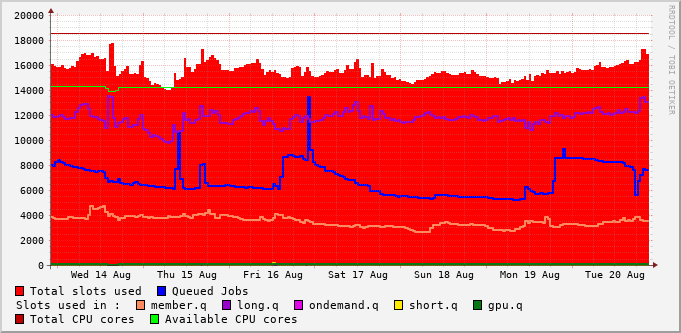 20000
18000
16000
14000
12000
10000
8000
6000
4000
2000
0
Wed 14 Aug Thu 15 Aug Fri 16 Aug Sat 17 Aug Sun 18 Aug Mon 19 Aug Tue 20 Aug
Total slots used Queued Jobs
Slots used in : member.q long.q ondemand.q short.q gpu.q
Total CPU cores Available CPU cores
RRDTOOL / TOBI OETIKER